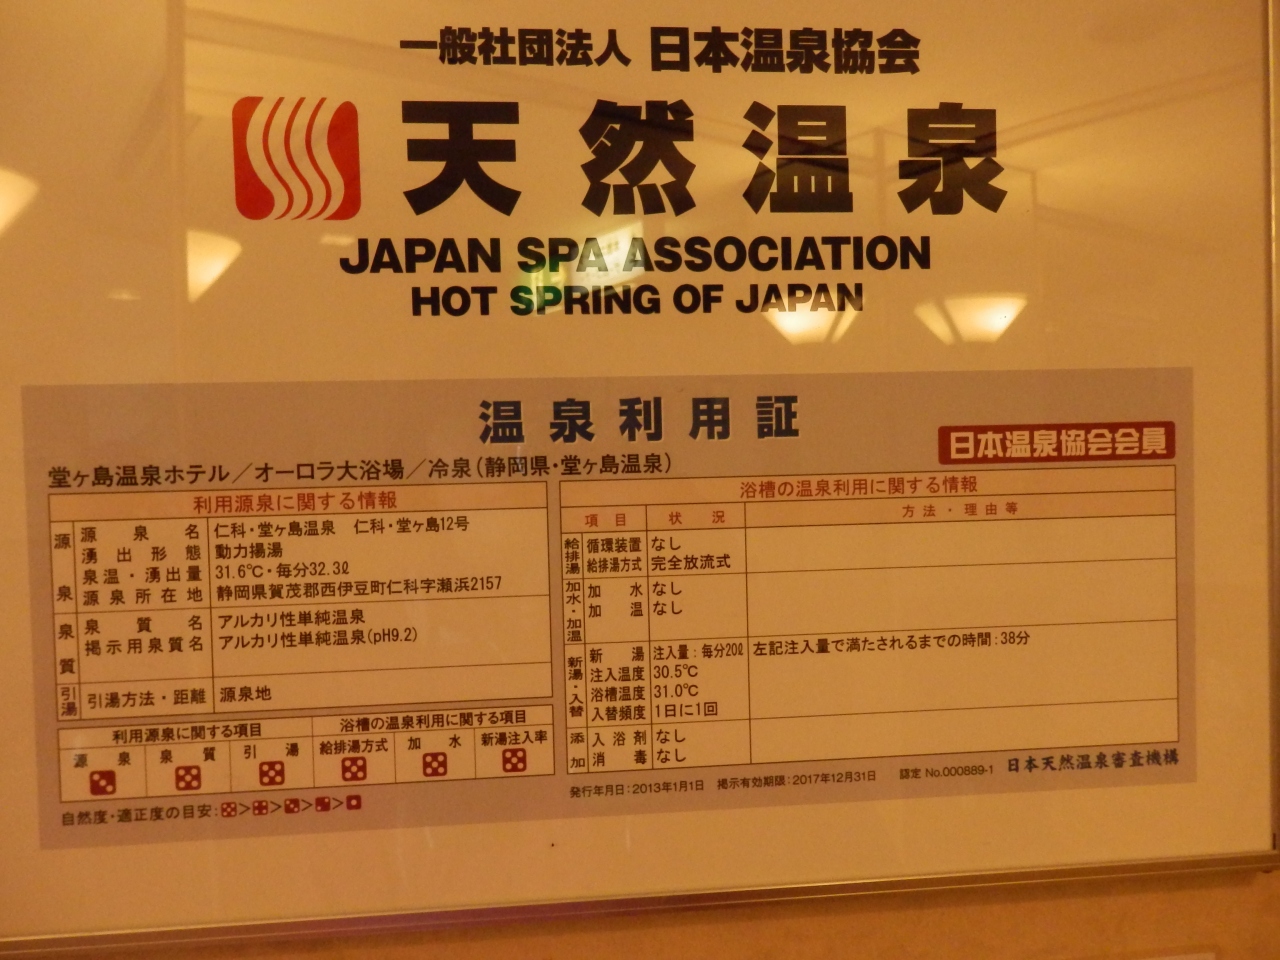 一般社団法人 日本温泉協会
天然温泉
JAPAN SPA ASSOCIATION
HOT SPRING OF JAPAN
温泉利用証
日本温泉協会会員
堂ヶ島温泉ホテル／オーロラ大浴場／冷泉(静岡県・堂ヶ島温泉)
利用源泉に関する情報
源泉
源泉名 仁科・堂ヶ島温泉 仁科・堂ヶ島12号
湧出形態 動力揚湯
泉温・湧出量 31.6℃・毎分32.3ℓ
源泉所在地 静岡県賀茂郡西伊豆町仁科字瀬浜2157
泉質
泉質名 アルカリ性単純温泉
掲示用泉質名 アルカリ性単純温泉(pH9.2)
引湯
引湯方法・距離 源泉地
利用源泉に関する項目 浴槽の温泉利用に関する項目
源泉 泉質 引湯 給排湯方式 加水 新湯注入率
自然度・適正度の目安:⚄>⚃>⚂>⚁>⚀
浴槽の温泉利用に関する情報
項目 状況 方法・理由等
給排湯
循環装置 なし
給排湯方式 完全放流式
加水・加温
加水 なし
加温 なし
新湯・入替
新湯 注入量:毎分20ℓ 左記注入量で満たされるまでの時間:38分
注入温度 30.5℃
浴槽温度 31.0℃
入替頻度 1日に1回
添加
入浴剤 なし
消毒 なし
発行年月日:2013年1月1日 掲示有効期限:2017年12月31日 認定 No.000889-1 日本天然温泉審査機構